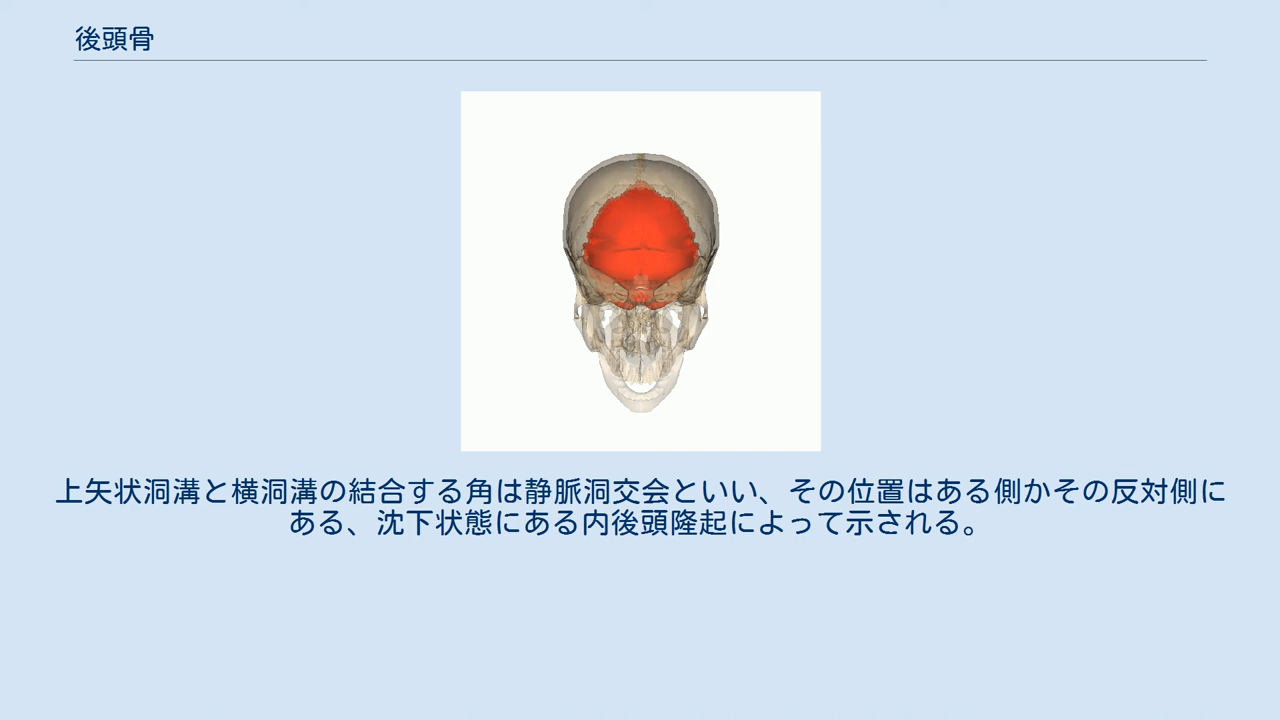 後頭骨
上矢状洞溝と横洞溝の結合する角は静脈洞交会といい、その位置はある側かその反対側に
ある、沈下状態にある内後頭隆起によって示される。